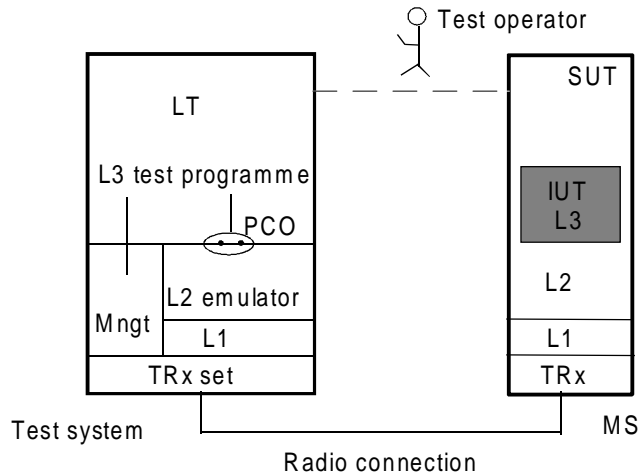 Test operator
SUT
LT
L3 test programme
IUT
L3
PCO
L2 emulator
L2
Mngt
L1
L1
TRx set
TRx
Test system
MS
Radio connection